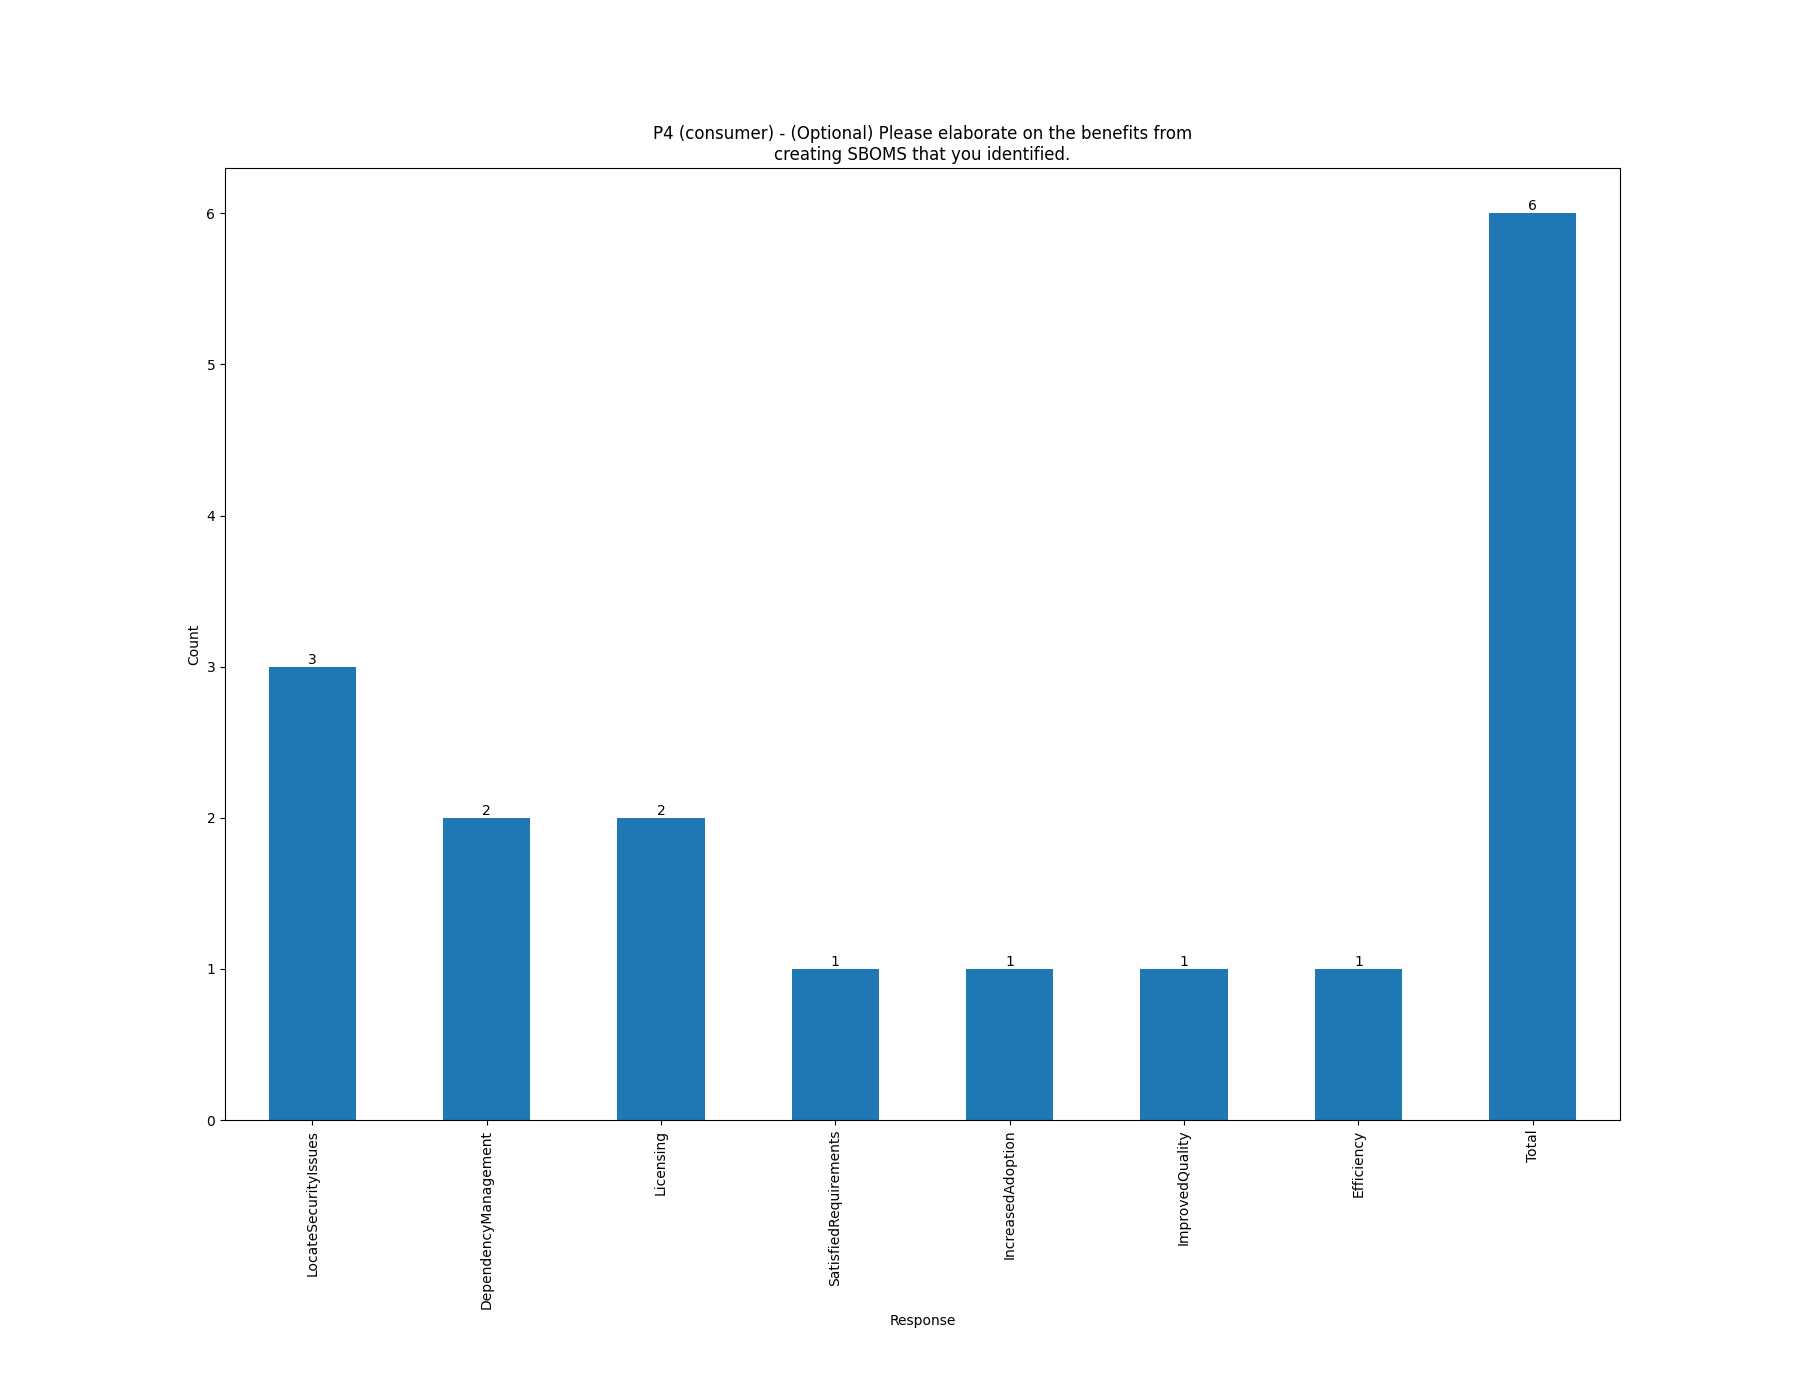 P4 (consumer) - (Optional) Please elaborate on the benefits from
creating SBOMS that you identified.
6
5
4
3
2
1
0
Count
3
2
2
1
1
1
1
6
LocateSecurityIssues
DependencyManagement
Licensing
SatisfiedRequirements
IncreasedAdoption
ImprovedQuality
Efficiency
Total
Response